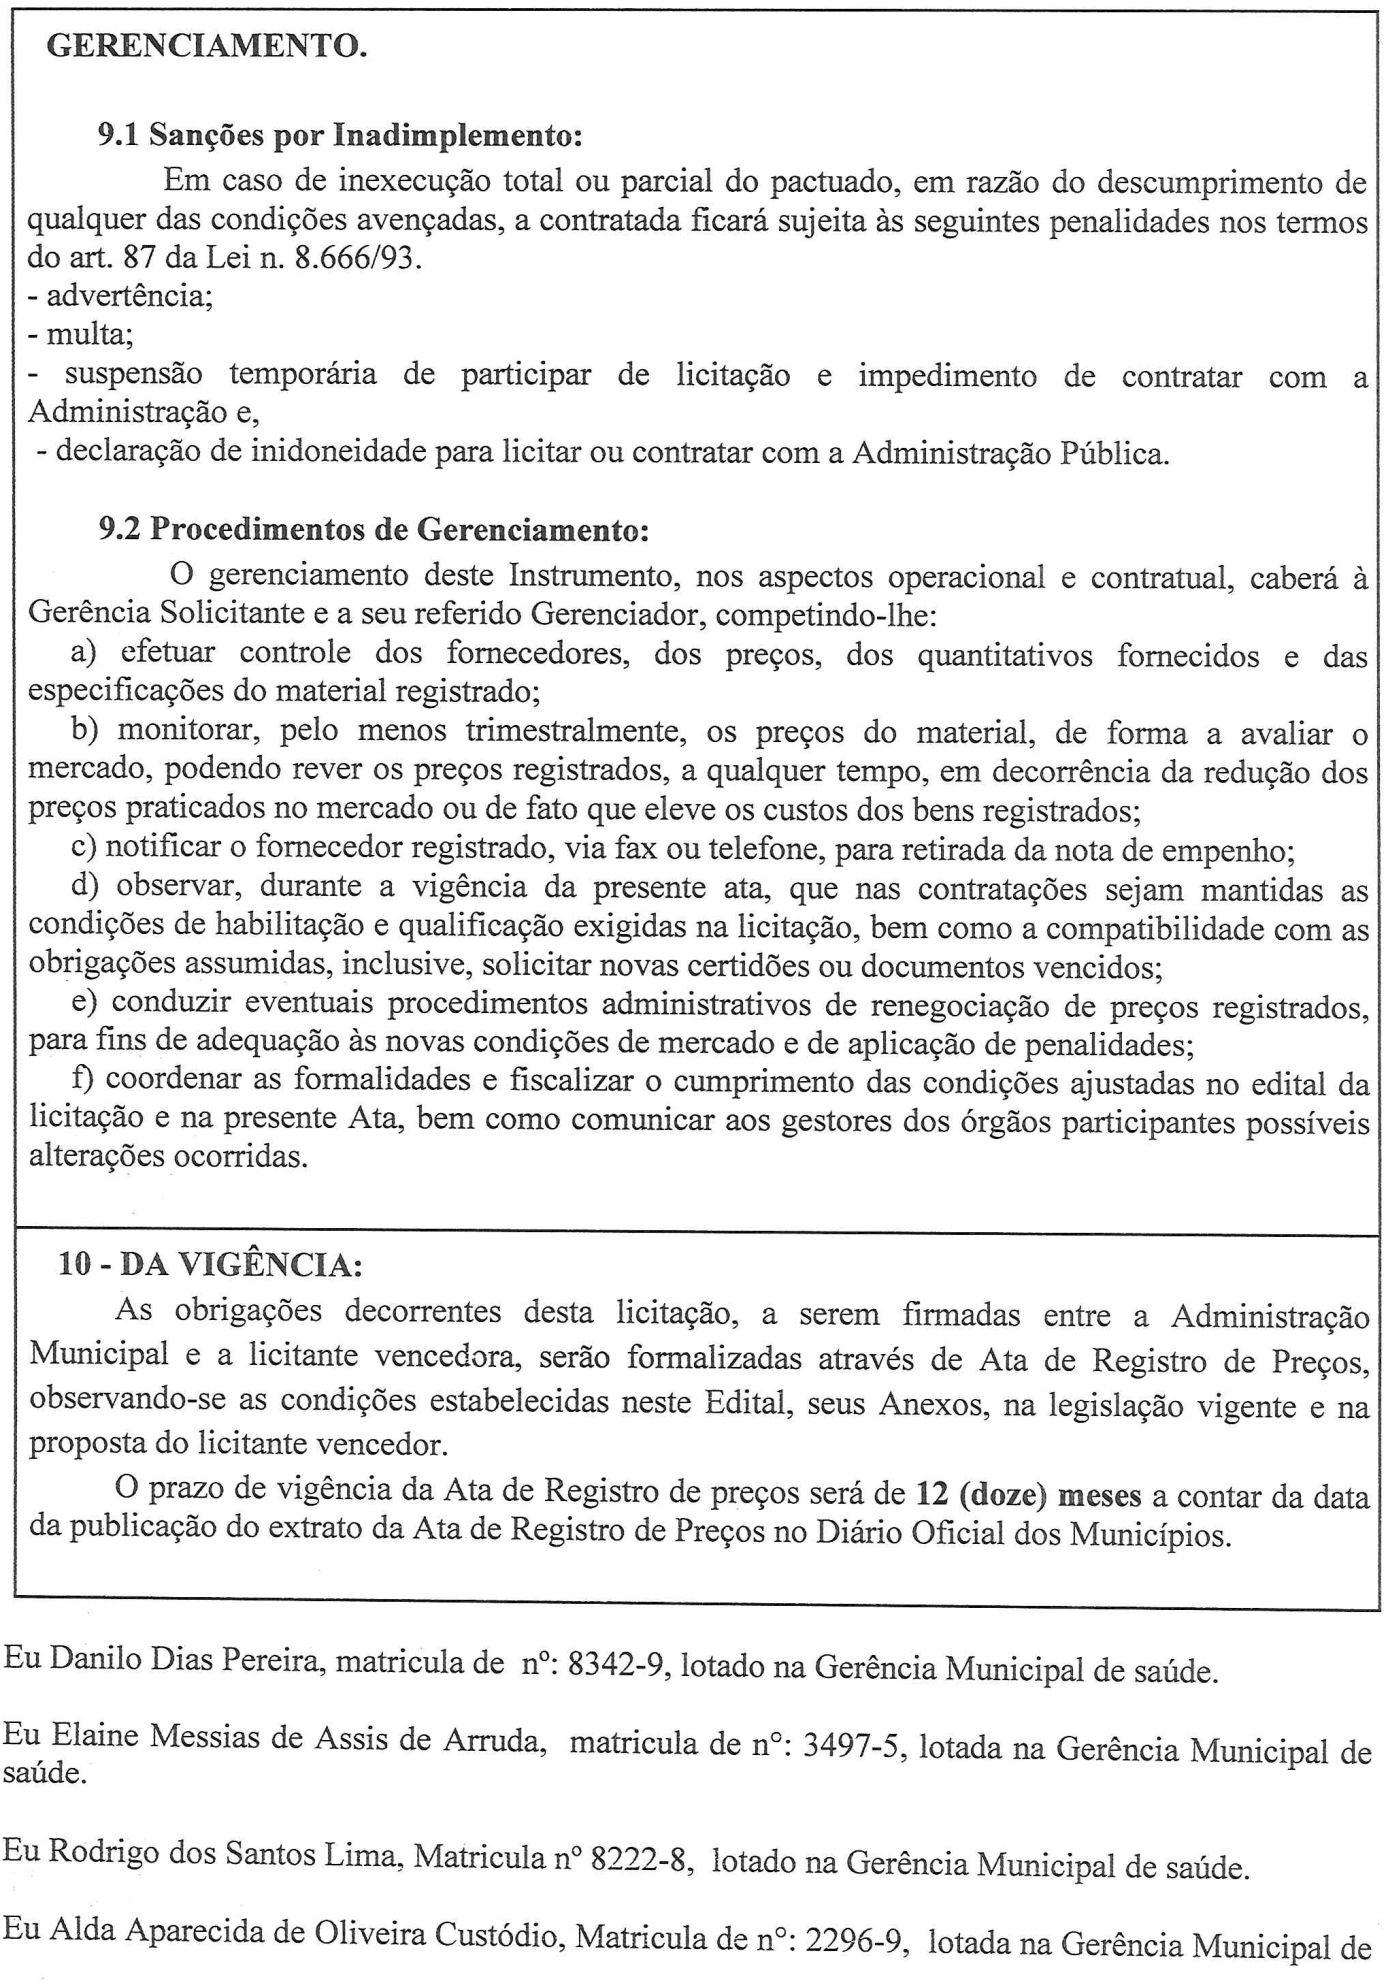 GERENCIAMENTO.
9.1 Sanções por Inadimplemento:
Em caso de inexecução total ou parcial do pactuado, em razão do descumprimento de
qualquer das condições avençadas, a contratada ficará sujeita às seguintes penalidades nos termos
do art. 87 da Lei n. 8.666/93.
- advertência;
- multa;
- suspensão temporária de participar de licitação e impedimento de contratar com a
Administração e,
- declaração de inidoneidade para licitar ou contratar com a Administração Pública.
9.2 Procedimentos de Gerenciamento:
O gerenciamento deste Instrumento, nos aspectos operacional e contratual, caberá à
Gerência Solicitante e a seu referido Gerenciador, competindo-lhe:
a) efetuar controle dos fornecedores, dos preços, dos quantitativos fornecidos e das
especificações do material registrado;
b) monitorar, pelo menos trimestralmente, os preços do material, de forma a avaliar o
mercado, podendo rever os preços registrados, a qualquer tempo, em decorrência da redução dos
preços praticados no mercado ou de fato que eleve os custos dos bens registrados;
c) notificar o fornecedor registrado, via fax ou telefone, para retirada da nota de empenho;
d) observar, durante a vigência da presente ata, que nas contratações sejam mantidas as
condições de habilitação e qualificação exigidas na licitação, bem como a compatibilidade com as
obrigações assumidas, inclusive, solicitar novas certidões ou documentos vencidos;
e) conduzir eventuais procedimentos administrativos de renegociação de preços registrados,
para fins de adequação às novas condições de mercado e de aplicação de penalidades;
f) coordenar as formalidades e fiscalizar o cumprimento das condições ajustadas no edital da
licitação e na presente Ata, bem como comunicar aos gestores dos órgãos participantes possíveis
alterações ocorridas.
10 - DA VIGÊNCIA:
As obrigações decorrentes desta licitação, a serem firmadas entre a Administração
Municipal e a licitante vencedora, serão formalizadas através de Ata de Registro de Preços,
observando-se as condições estabelecidas neste Edital, seus Anexos, na legislação vigente e na
proposta do licitante vencedor.
O prazo de vigência da Ata de Registro de preços será de 12 (doze) meses a contar da data
da publicação do extrato da Ata de Registro de Preços no Diário Oficial dos Municípios.
Eu Danilo Dias Pereira, matricula de nº: 8342-9, lotado na Gerência Municipal de saúde.
Eu Elaine Messias de Assis de Arruda, matricula de nº: 3497-5, lotada na Gerência Municipal de
saúde.
Eu Rodrigo dos Santos Lima, Matricula nº 8222-8, lotado na Gerência Municipal de saúde.
Eu Alda Aparecida de Oliveira Custódio, Matricula de nº: 2296-9, lotada na Gerência Municipal de